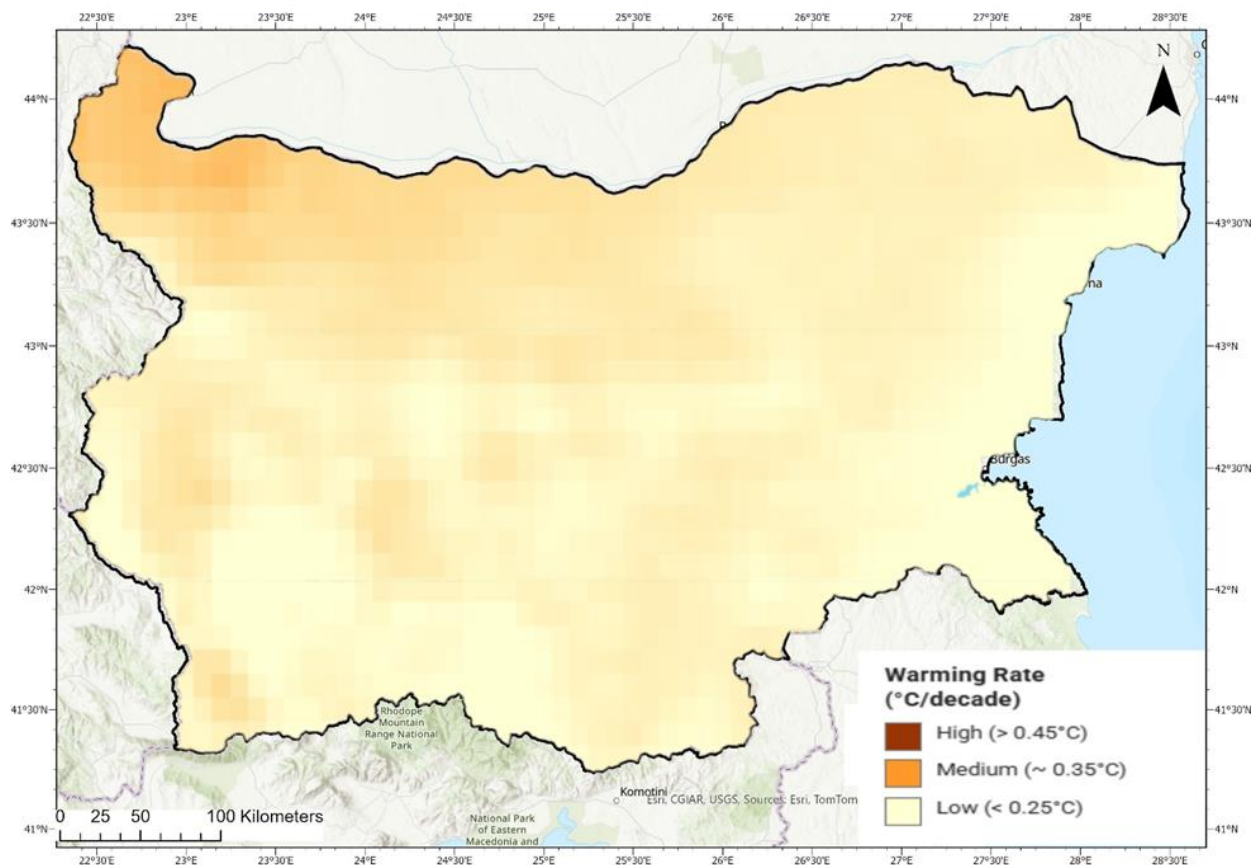 22°30'E 23°E 23°30'E 24°E 24°30'E 25°E 25°30'E 26°E 26°30'E 27°E 27°30'E 28°E 28°30'E
N
44°N 44°N
43°30'N 43°30'N
na
43°N 43°N
Burgas
42°30'N 42°30'N
42°N 42°N
Warming Rate
(°C/decade)
High (> 0.45°C)
Medium (~ 0.35°C)
Low (< 0.25°C)
41°30'N 41°30'N
Rhodope
Mountain
Range National
Park
Komotini
Esri, CGIAR, USGS, Sources: Esri, TomTom
0 25 50 100 Kilometers
National Park
of Eastern
Macedonia and
41°N 41°N
22°30'E 23°E 23°30'E 24°E 24°30'E 25°E 25°30'E 26°E 26°30'E 27°E 27°30'E 28°E 28°30'E